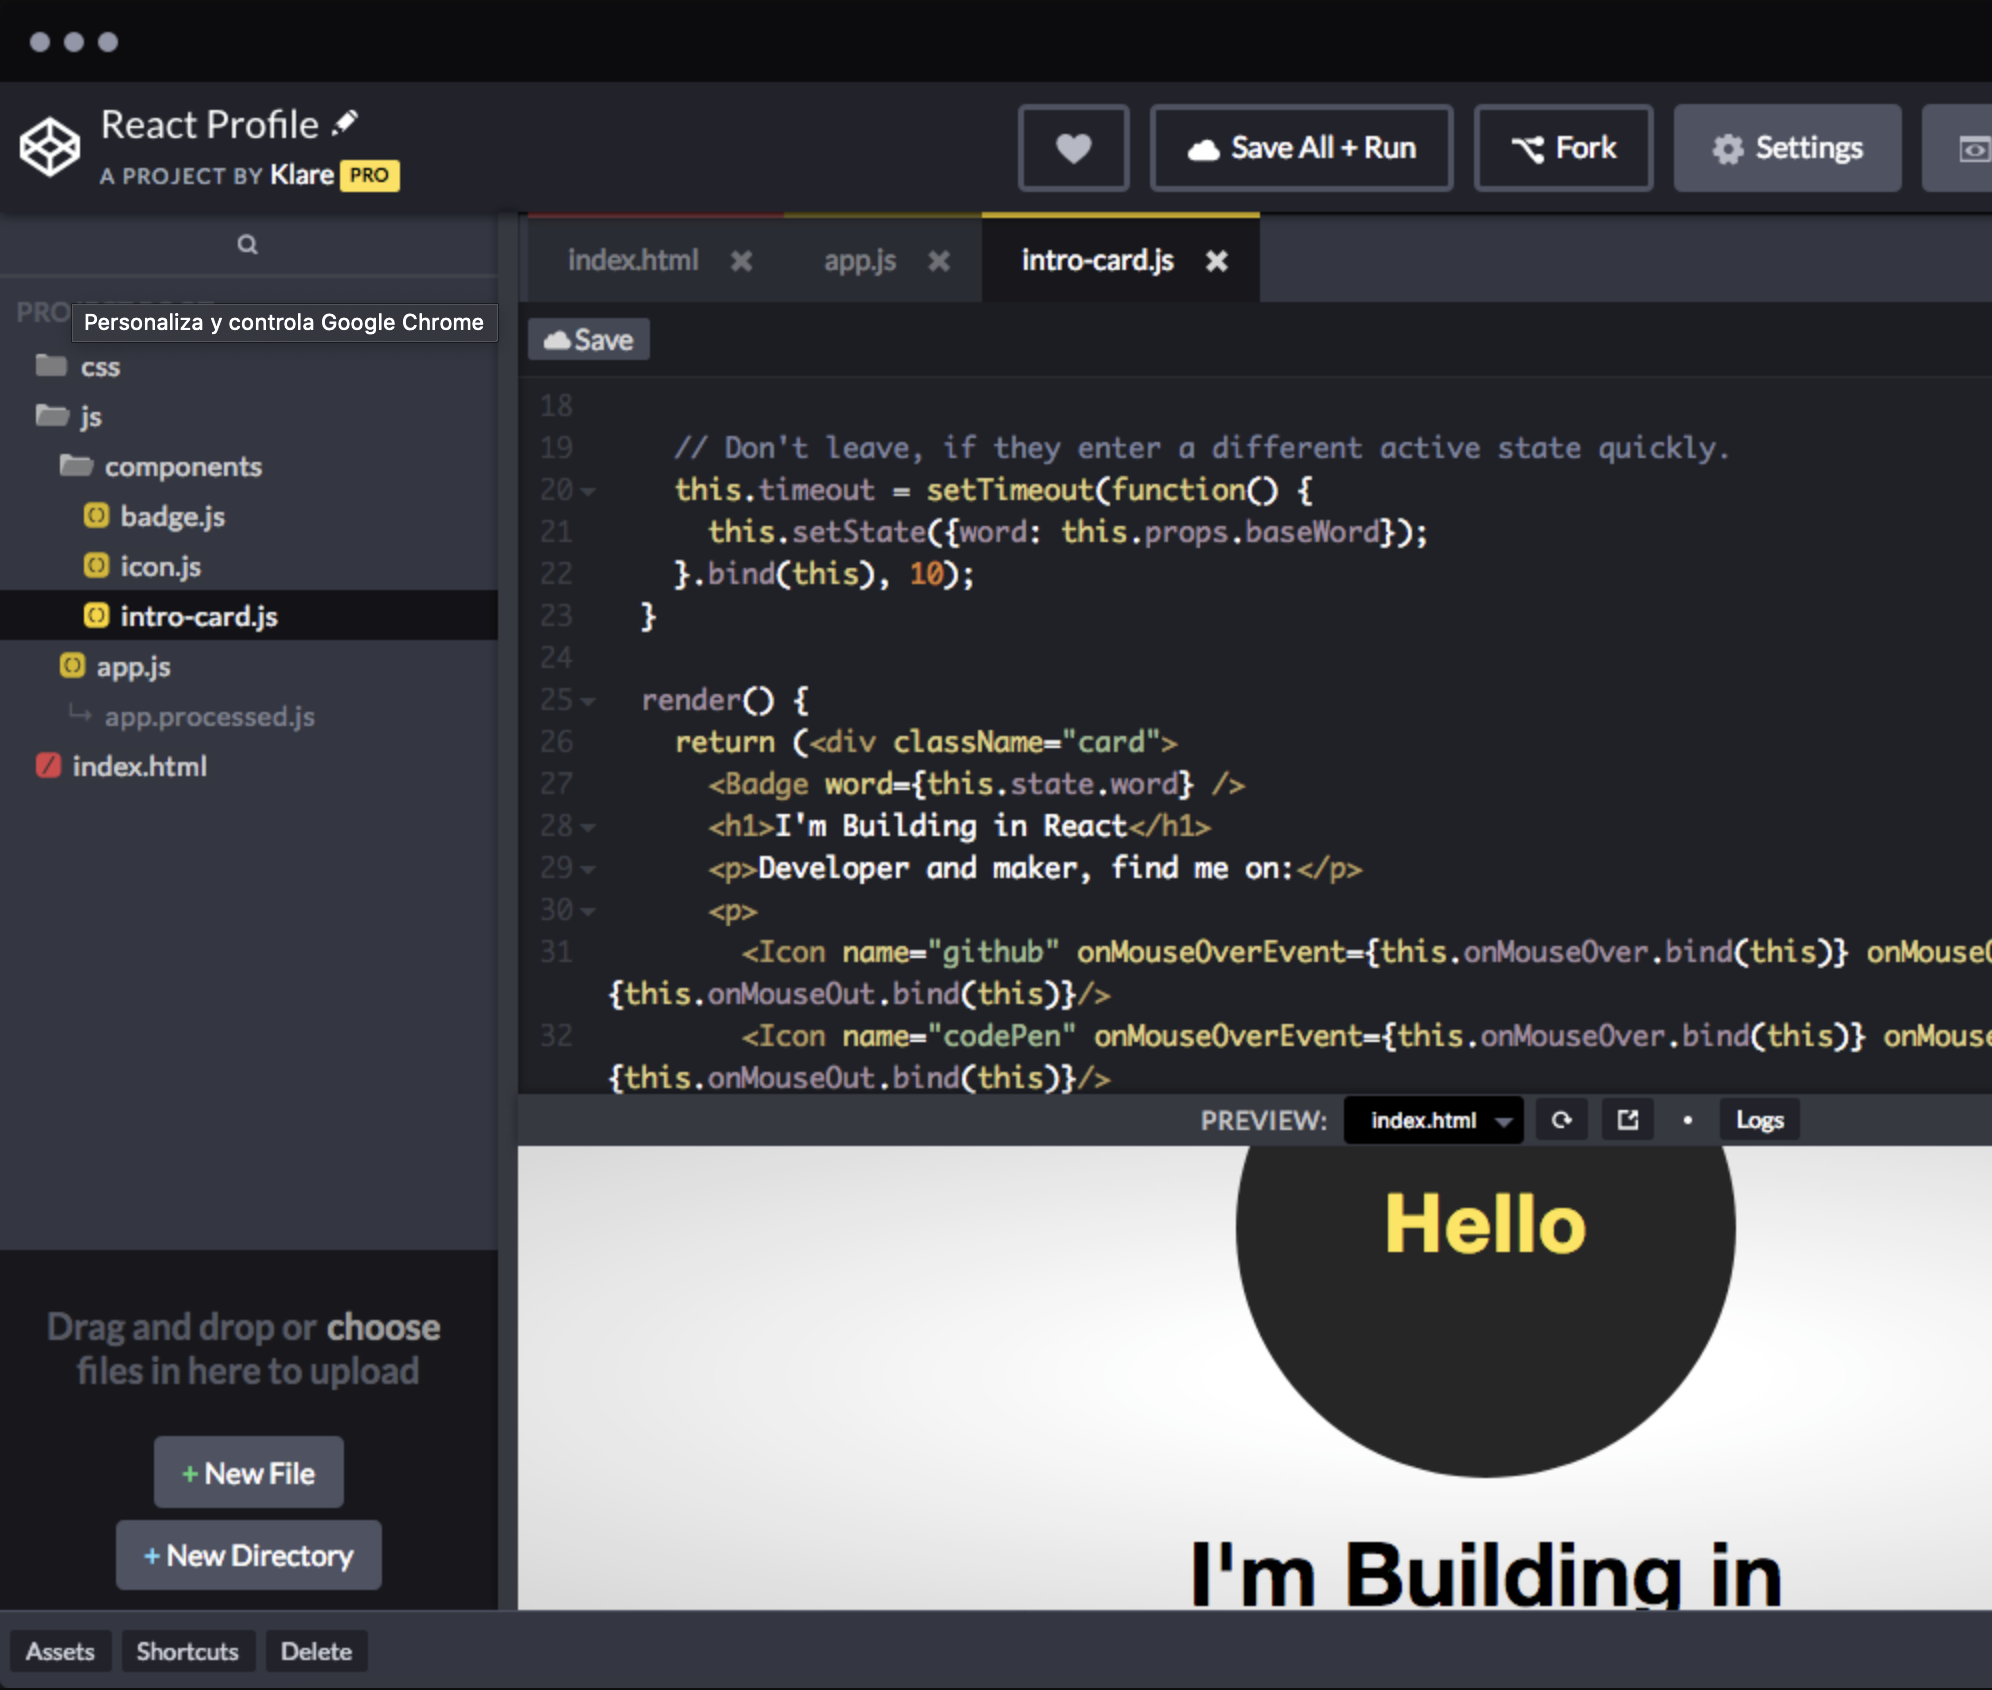 React Profile
A PROJECT BY Klare PRO
Save All + Run
Fork
Settings
index.html
app.js
intro-card.js
Personaliza y controla Google Chrome
css
js
components
badge.js
icon.js
intro-card.js
app.js
app.processed.js
index.html
Drag and drop or choose
files in here to upload
+ New File
+ New Directory
Save
18
19 // Don't leave, if they enter a different active state quickly.
20 this.timeout = setTimeout(function() {
21 this.setState({word: this.props.baseWord});
22 }.bind(this), 10);
23 }
24
25 render() {
26 return (<div className="card">
27 <Badge word={this.state.word} />
28 <h1>I'm Building in React</h1>
29 <p>Developer and maker, find me on:</p>
30 <p>
31 <Icon name="github" onMouseOverEvent={this.onMouseOver.bind(this)} onMouseO
{this.onMouseOut.bind(this)}/>
32 <Icon name="codePen" onMouseOverEvent={this.onMouseOver.bind(this)} onMouse
{this.onMouseOut.bind(this)}/>
PREVIEW: index.html
Logs
Hello
I'm Building in
Assets
Shortcuts
Delete